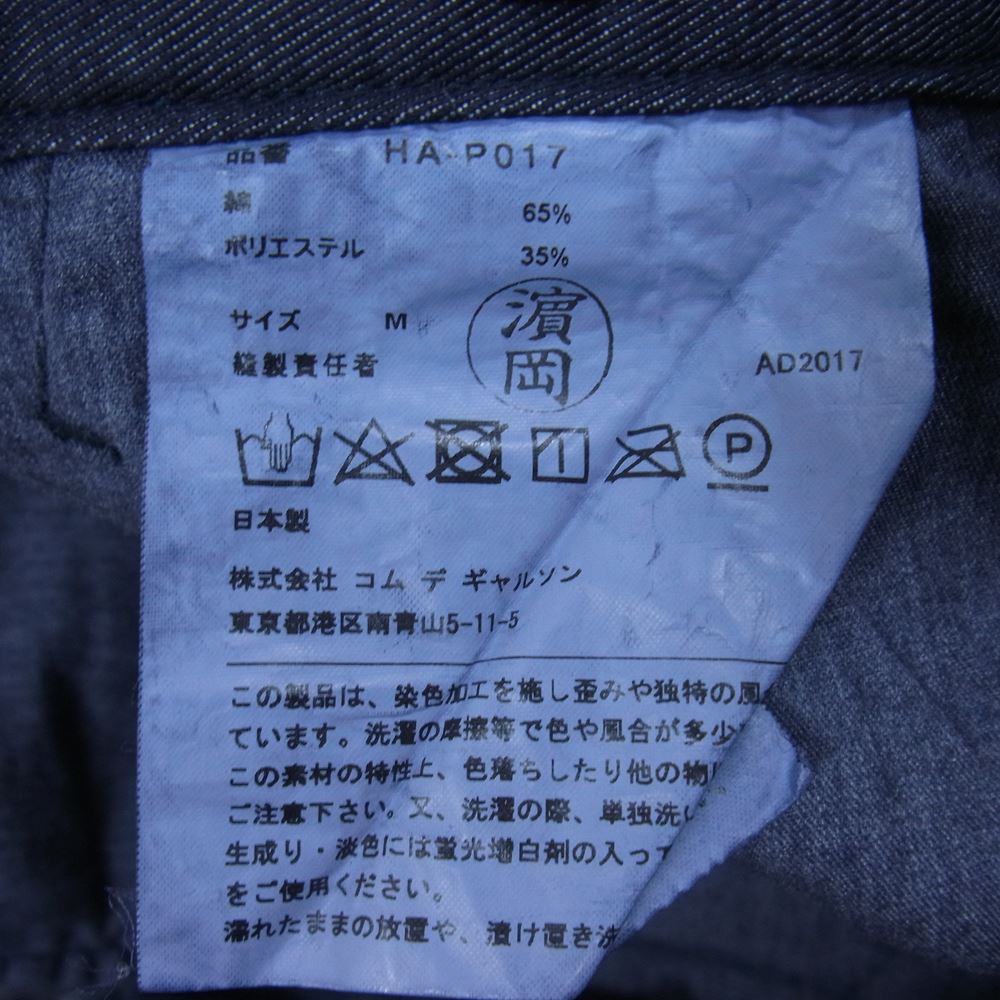 品番 HA-P017
綿 65%
ポリエステル 35%
サイズ M
濱岡
縫製責任者 AD2017
P
日本製
株式会社 コム デ ギャルソン
東京都港区南青山5-11-5
この製品は、染色加工を施し歪みや独特の風
ています。洗濯の摩擦等で色や風合が多少
この素材の特性上、色落ちしたり他の物
ご注意下さい。又、洗濯の際、単独洗い
生成り・淡色には蛍光増白剤の入って
をご使用ください。
濡れたままの放置や、漬け置き洗